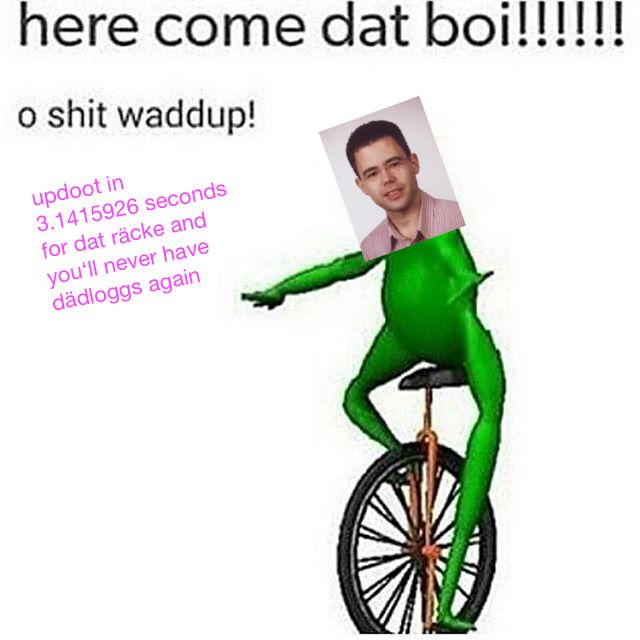 here come dat boi!!!!!!
o shit waddup!
updoot in
3.1415926 seconds
for dat räcke and
you'll never have
dädloggs again